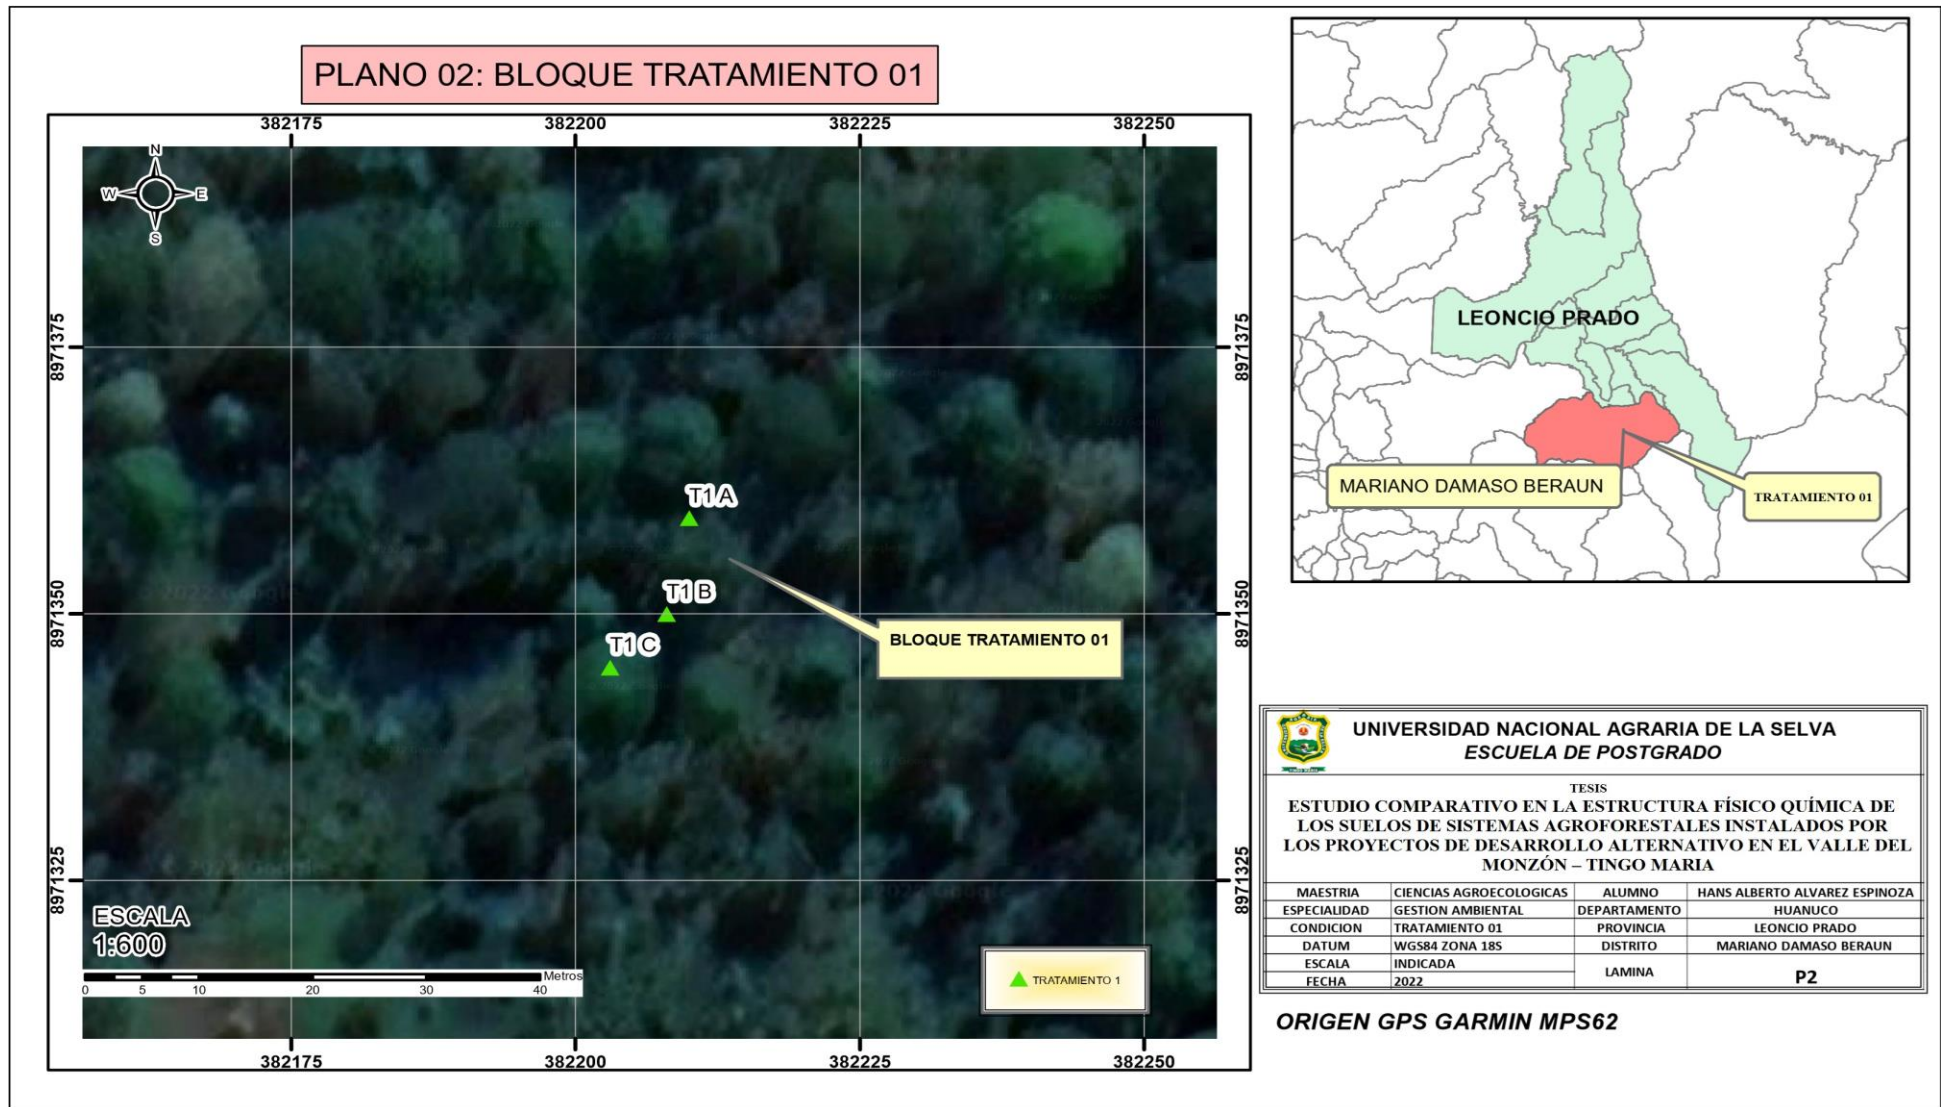 PLANO 02: BLOQUE TRATAMIENTO 01
382175 382200 382225 382250
N
W E
S
8971375 8971375
T1A
8971350 8971350
T1B
T1C
BLOQUE TRATAMIENTO 01
8971325 8971325
ESCALA
1:600
Metros
0 5 10 20 30 40
TRATAMIENTO 1
382175 382200 382225 382250
LEONCIO PRADO
MARIANO DAMASO BERAUN
TRATAMIENTO 01
UNIVERSIDAD NACIONAL AGRARIA DE LA SELVA
ESCUELA DE POSTGRADO
TESIS
ESTUDIO COMPARATIVO EN LA ESTRUCTURA FÍSICO QUÍMICA DE
LOS SUELOS DE SISTEMAS AGROFORESTALES INSTALADOS POR
LOS PROYECTOS DE DESARROLLO ALTERNATIVO EN EL VALLE DEL
MONZÓN – TINGO MARIA
MAESTRIA CIENCIAS AGROECOLOGICAS ALUMNO HANS ALBERTO ALVAREZ ESPINOZA
ESPECIALIDAD GESTION AMBIENTAL DEPARTAMENTO HUANUCO
CONDICION TRATAMIENTO 01 PROVINCIA LEONCIO PRADO
DATUM WGS84 ZONA 18S DISTRITO MARIANO DAMASO BERAUN
ESCALA INDICADA LAMINA P2
FECHA 2022
ORIGEN GPS GARMIN MPS62